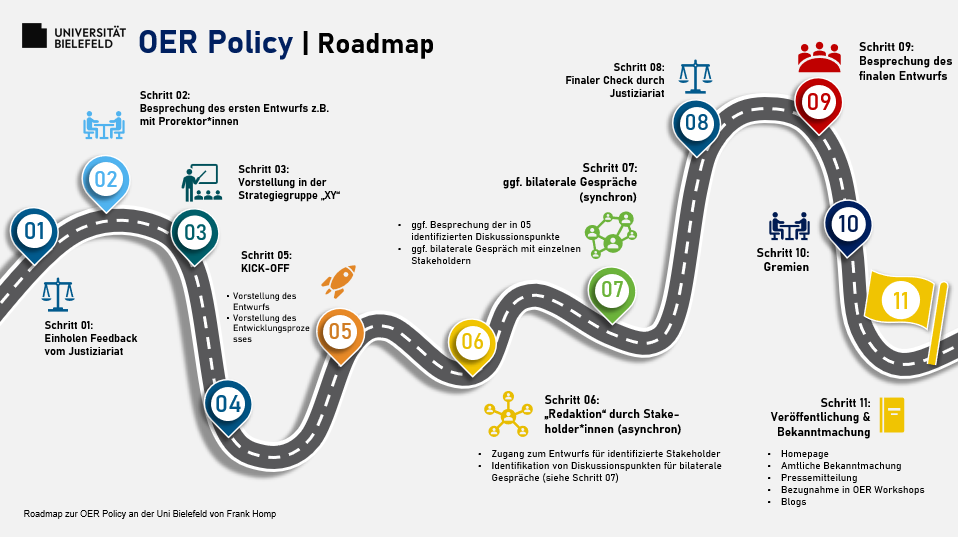 UNIVERSITÄT
BIELEFELD
OER Policy | Roadmap
01
Schritt 01:
Einholen Feedback
vom Justiziariat
Schritt 02:
Besprechung des ersten Entwurfs z.B.
mit Prorektor*innen
02
Schritt 03:
Vorstellung in der
Strategiegruppe „XY“
03
04
Schritt 05:
KICK-OFF
• Vorstellung des
Entwurfs
• Vorstellung des
Entwicklungsproze
sses
05
06
Schritt 06:
„Redaktion“ durch Stake-
holder*innen (asynchron)
• Zugang zum Entwurfs für identifizierte Stakeholder
• Identifikation von Diskussionspunkten für bilaterale
Gespräche (siehe Schritt 07)
Schritt 07:
ggf. bilaterale Gespräche
(synchron)
• ggf. Besprechung der in 05
identifizierten Diskussionspunkte
• ggf. bilaterale Gespräch mit einzelnen
Stakeholdern
07
Schritt 08:
Finaler Check durch
Justiziariat
08
Schritt 09:
Besprechung des
finalen Entwurfs
09
10
Schritt 10:
Gremien
11
Schritt 11:
Veröffentlichung &
Bekanntmachung
• Homepage
• Amtliche Bekanntmachung
• Pressemitteilung
• Bezugnahme in OER Workshops
• Blogs
Roadmap zur OER Policy an der Uni Bielefeld von Frank Homp